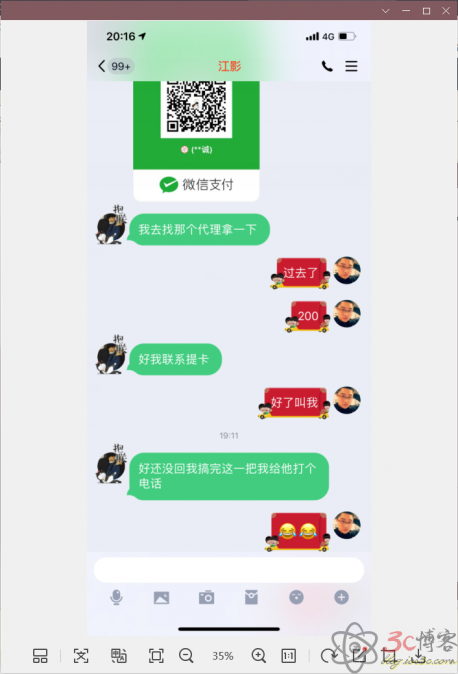 20:16
4G
99+
江影
(**诚)
微信支付
我去找那个代理拿一下
过去了
200
好我联系提卡
好了叫我
19:11
好还没回我搞完这一把我给他打个
电话
35%
1:1
3c博客